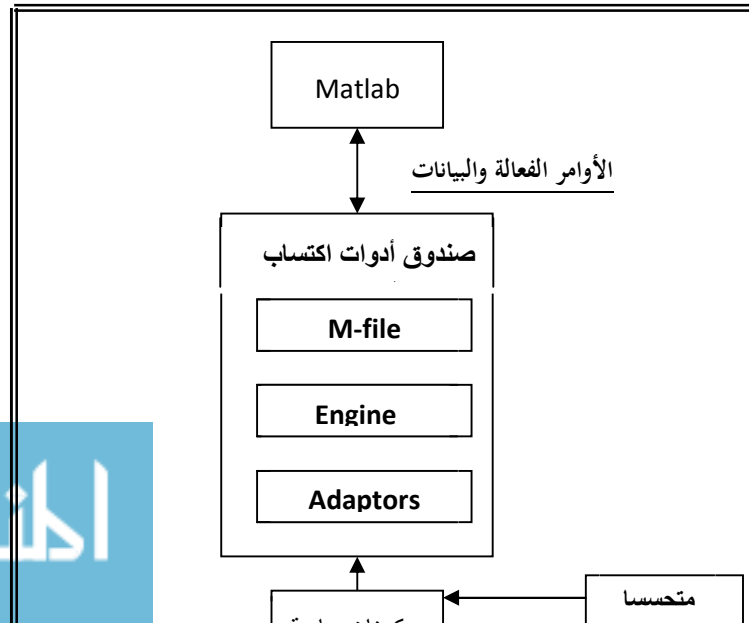 Matlab
الأوامر الفعالة والبيانات
صندوق أدوات اكتساب
M-file
Engine
Adaptors
متحسسا